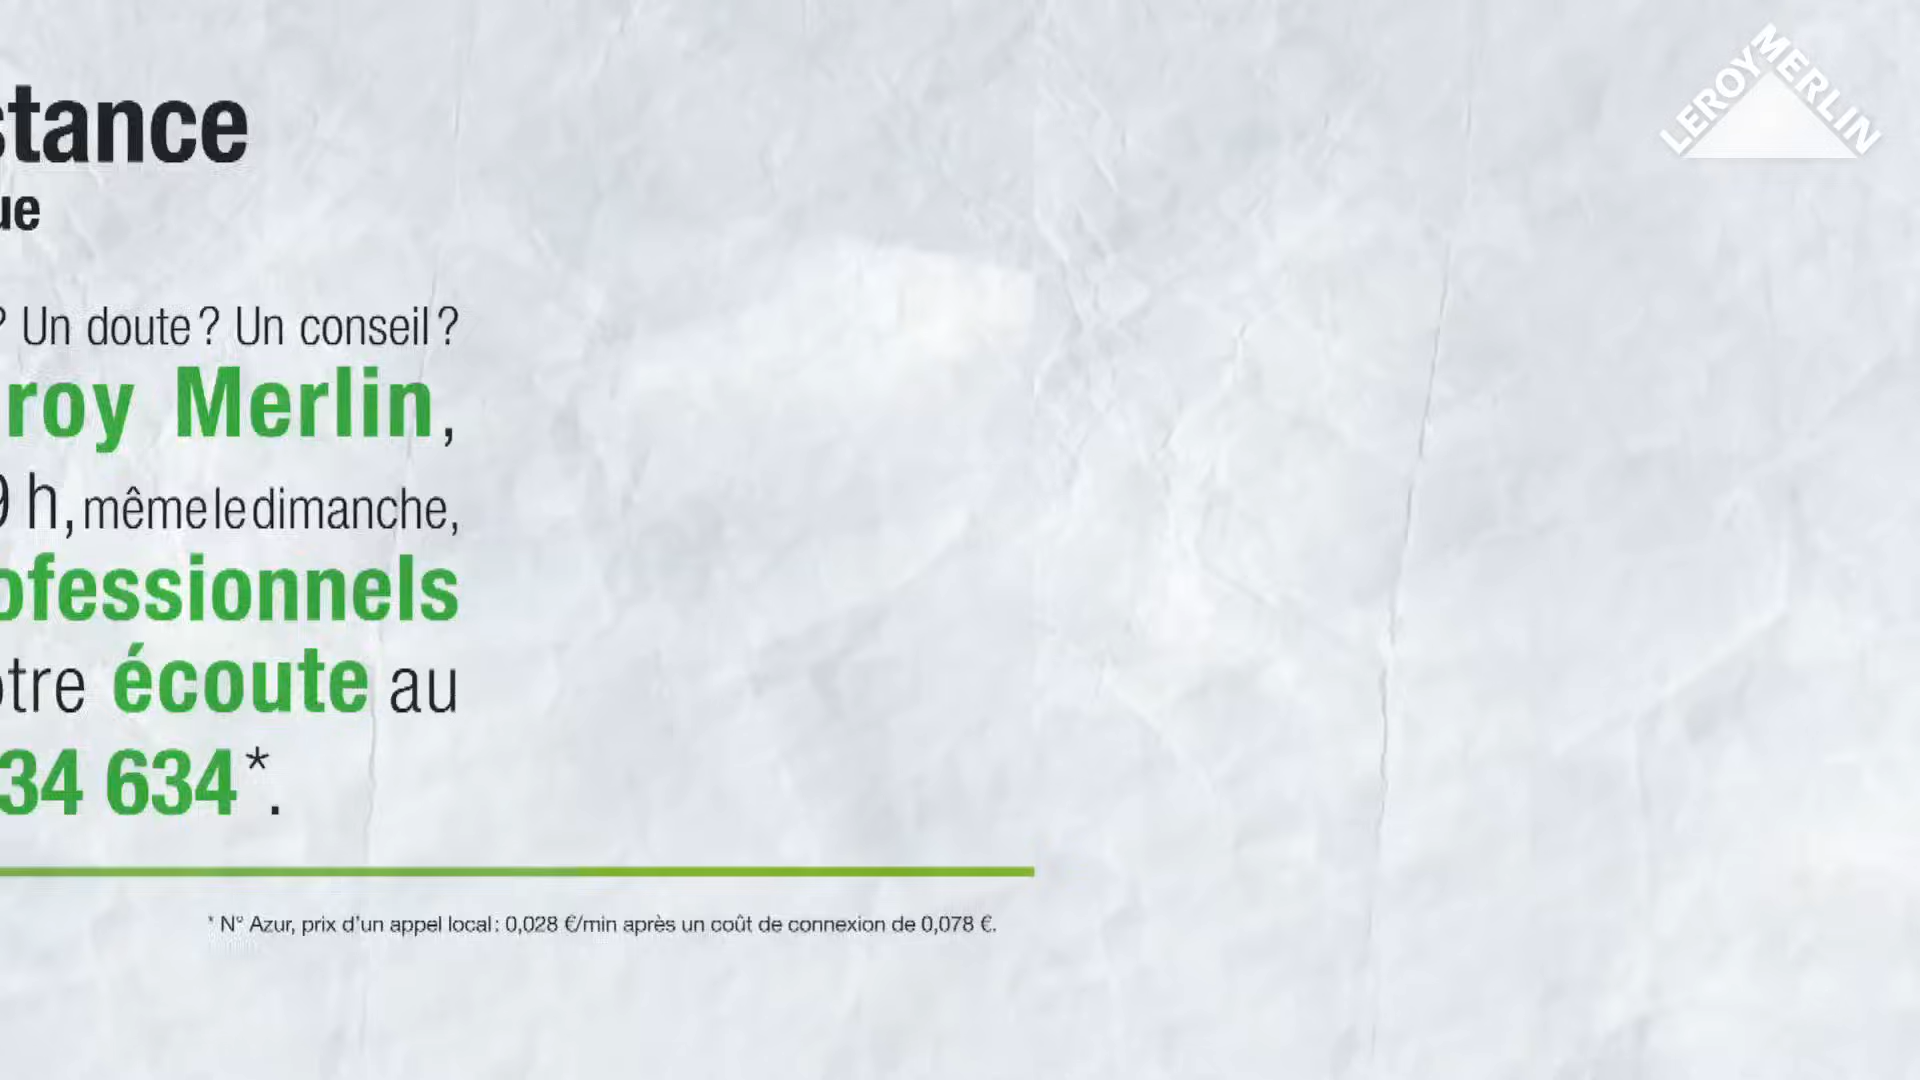 LEROY MERLIN
stance
ue
? Un doute ? Un conseil ?
roy Merlin,
9 h, même le dimanche,
ofessionnels
otre écoute au
34 634*.
* N° Azur, prix d'un appel local : 0,028 €/min après un coût de connexion de 0,078 €.